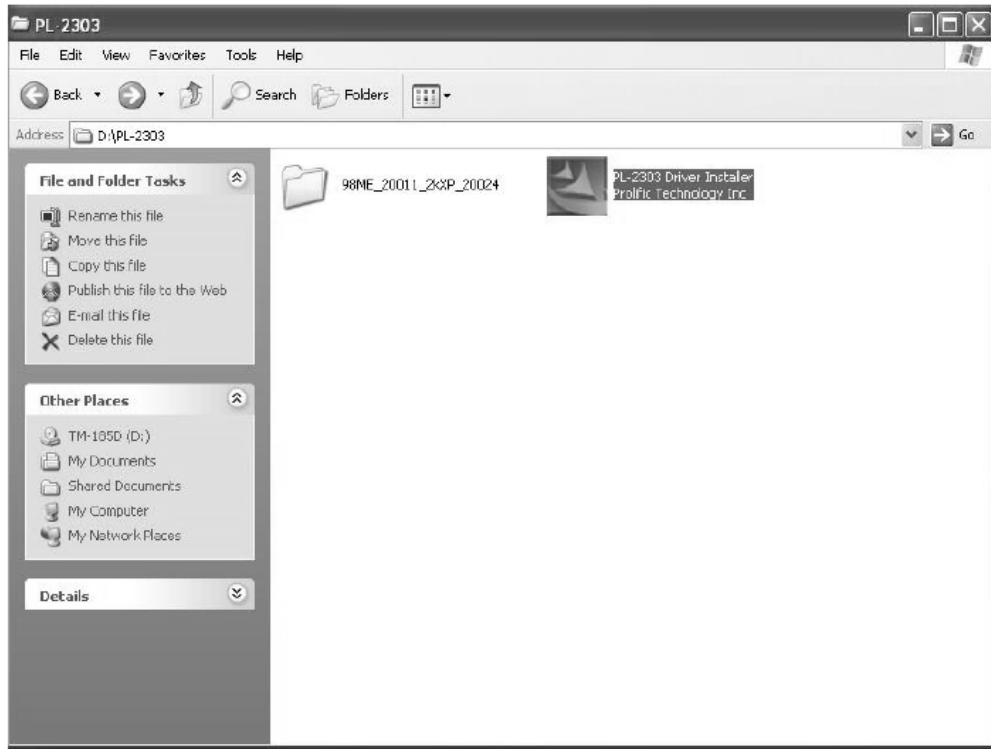 PL-2303
File Edit View Favorites Tools Help
Back Search Folders
Address D:\PL-2303 Go
File and Folder Tasks
Rename this file
Move this file
Copy this file
Publish this file to the Web
E-mail this file
Delete this file
Other Places
TM-185D (D:)
My Documents
Shared Documents
My Computer
My Network Places
Details
98ME_20011_2kXP_20024
PL-2303 Driver Installer
Prolific Technology Inc